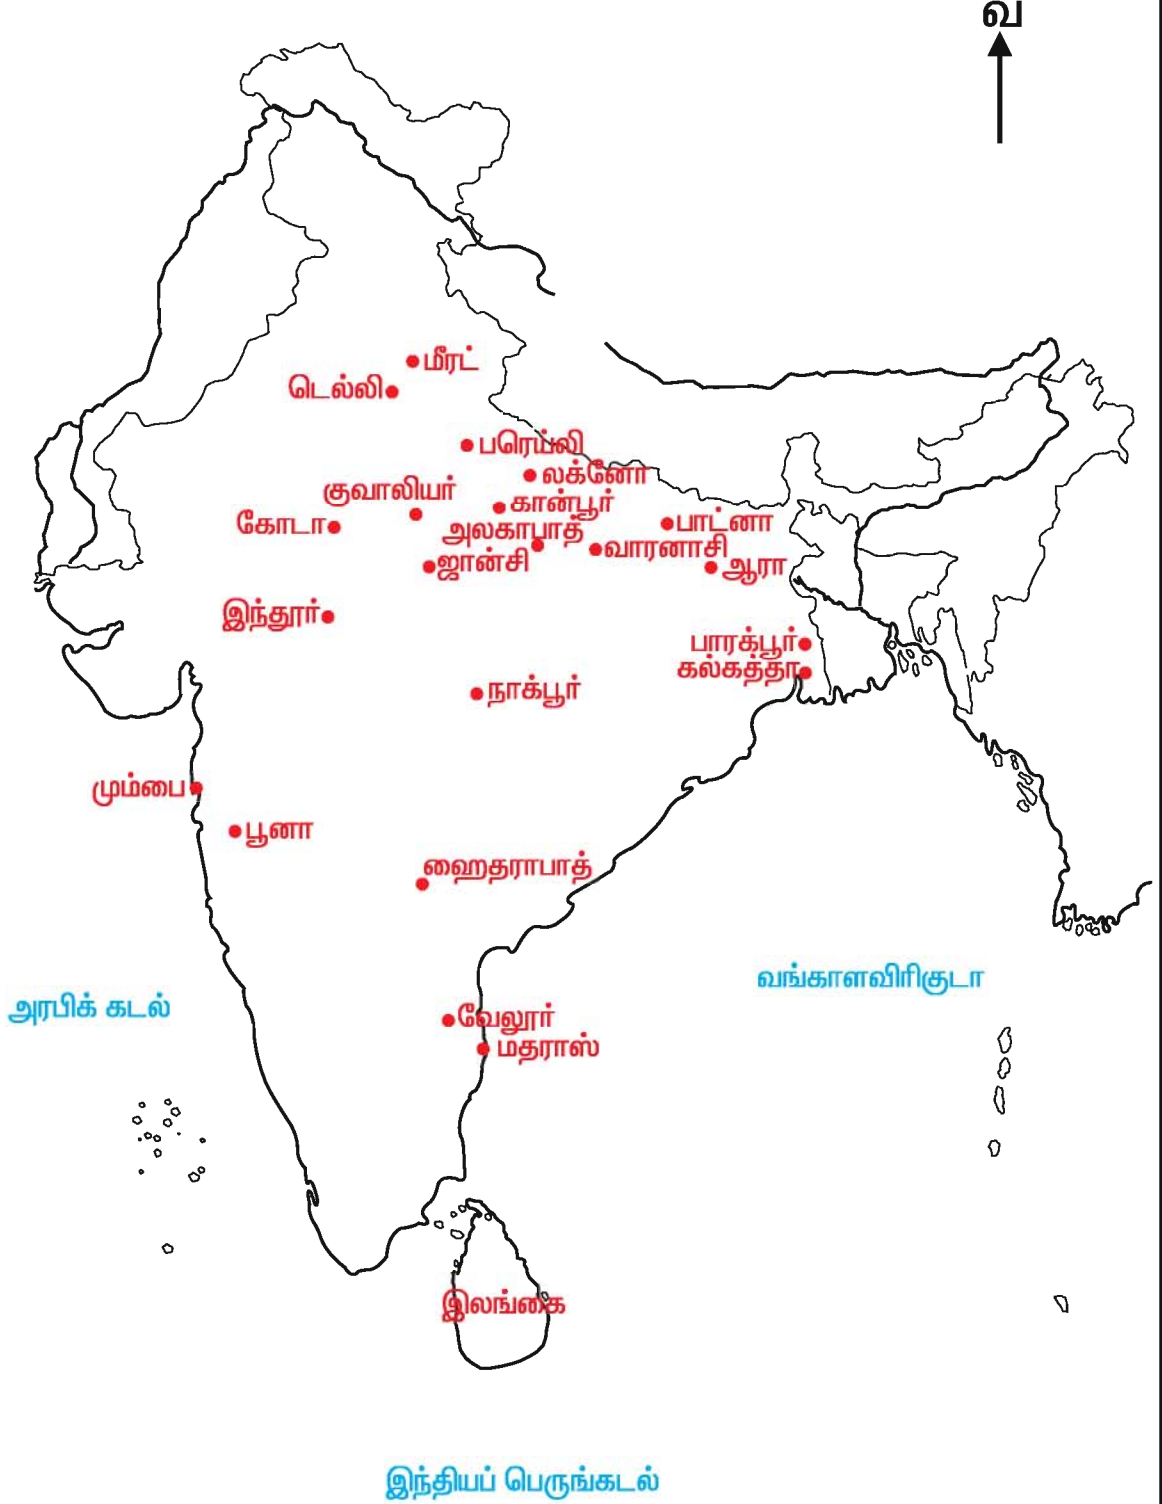 வ
மீரட்
டெல்லி
பரெய்லி
லக்னோ
குவாலியர்
கான்பூர்
கோடா
பாட்னா
அலகாபாத்
வாரனாசி
ஜான்சி
ஆரா
இந்தூர்
பாரக்பூர்
கல்கத்தா
நாக்பூர்
மும்பை
பூனா
ஹைதராபாத்
வங்காளவிரிகுடா
அரபிக் கடல்
வேலூர்
மதராஸ்
இலங்கை
இந்தியப் பெருங்கடல்